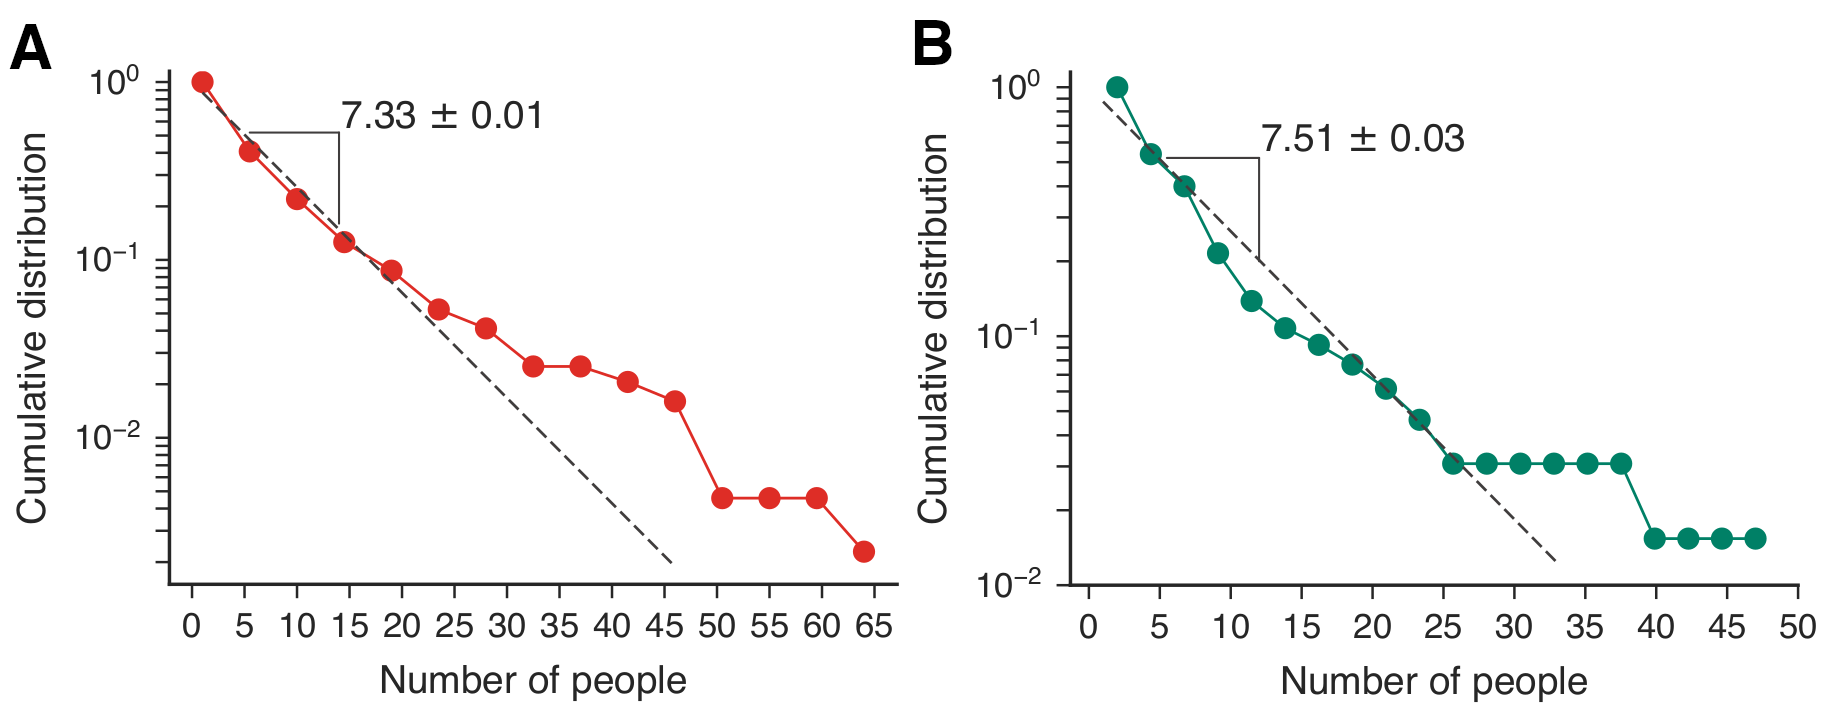 A
Cumulative distribution
10⁰
10⁻¹
10⁻²
7.33 ± 0.01
0 5 10 15 20 25 30 35 40 45 50 55 60 65
Number of people
B
Cumulative distribution
10⁰
10⁻¹
10⁻²
7.51 ± 0.03
0 5 10 15 20 25 30 35 40 45 50
Number of people